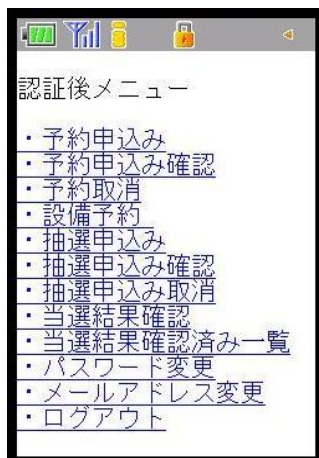 認証後メニュー
・予約申込み
・予約申込み確認
・予約取消
・設備予約
・抽選申込み
・抽選申込み確認
・抽選申込み取消
・当選結果確認
・当選結果確認済み一覧
・パスワード変更
・メールアドレス変更
・ログアウト